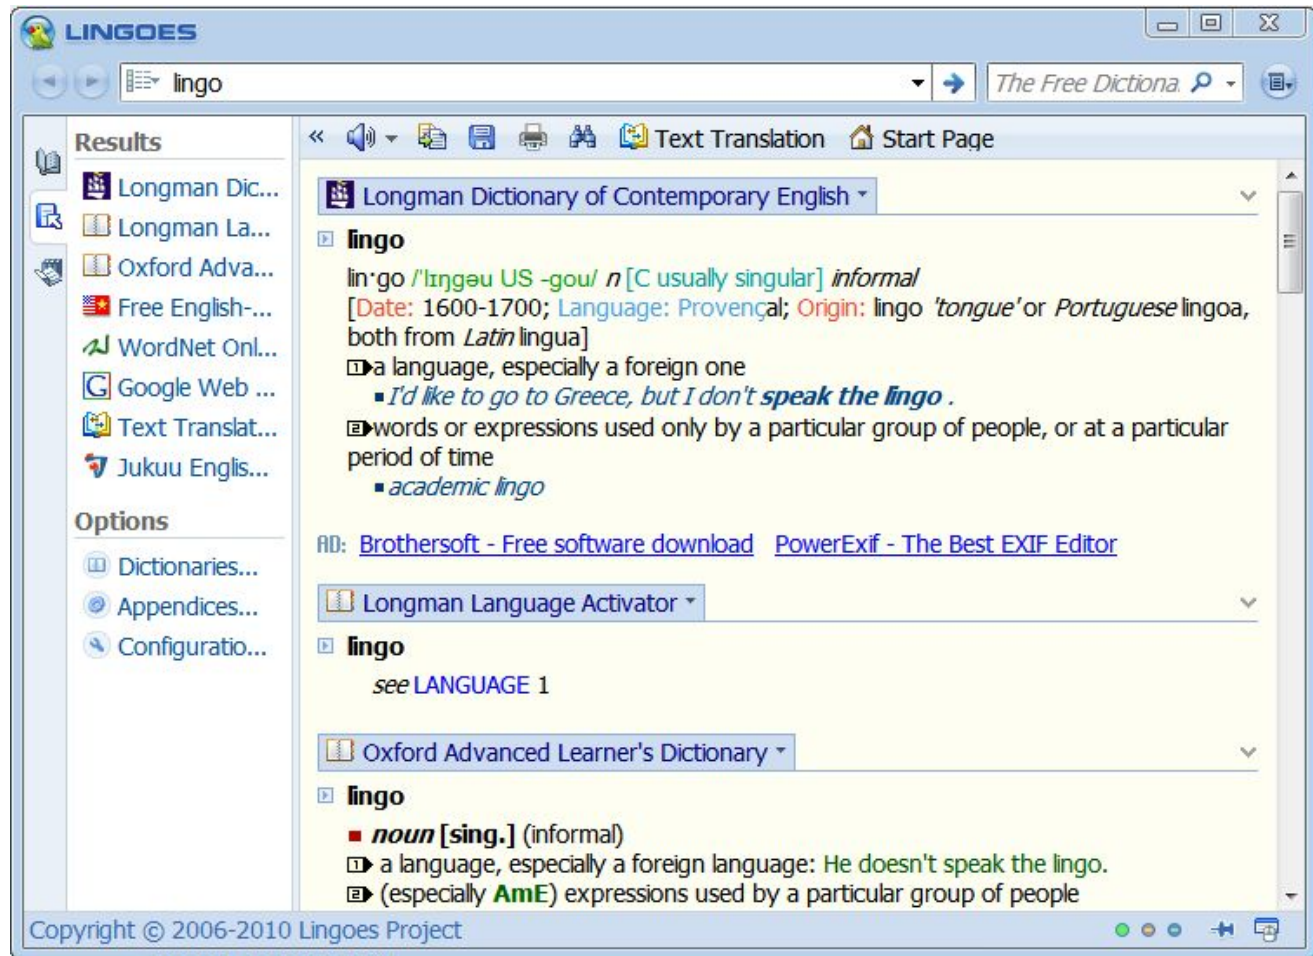 LINGOES
lingo
The Free Dictiona
Results
Longman Dic...
Longman La...
Oxford Adva...
Free English-...
WordNet Onl...
Google Web ...
Text Translat...
Jukuu Englis...
Options
Dictionaries...
Appendices...
Configuratio...
Text Translation Start Page
Longman Dictionary of Contemporary English
lingo
lin·go /ˈlɪŋgəu US -gou/ n [C usually singular] informal
[Date: 1600-1700; Language: Provençal; Origin: lingo 'tongue' or Portuguese lingoa,
both from Latin lingua]
1 a language, especially a foreign one
I'd like to go to Greece, but I don't speak the lingo .
2 words or expressions used only by a particular group of people, or at a particular
period of time
academic lingo
AD: Brothersoft - Free software download PowerExif - The Best EXIF Editor
Longman Language Activator
lingo
see LANGUAGE 1
Oxford Advanced Learner's Dictionary
lingo
noun [sing.] (informal)
1 a language, especially a foreign language: He doesn't speak the lingo.
2 (especially AmE) expressions used by a particular group of people
Copyright © 2006-2010 Lingoes Project